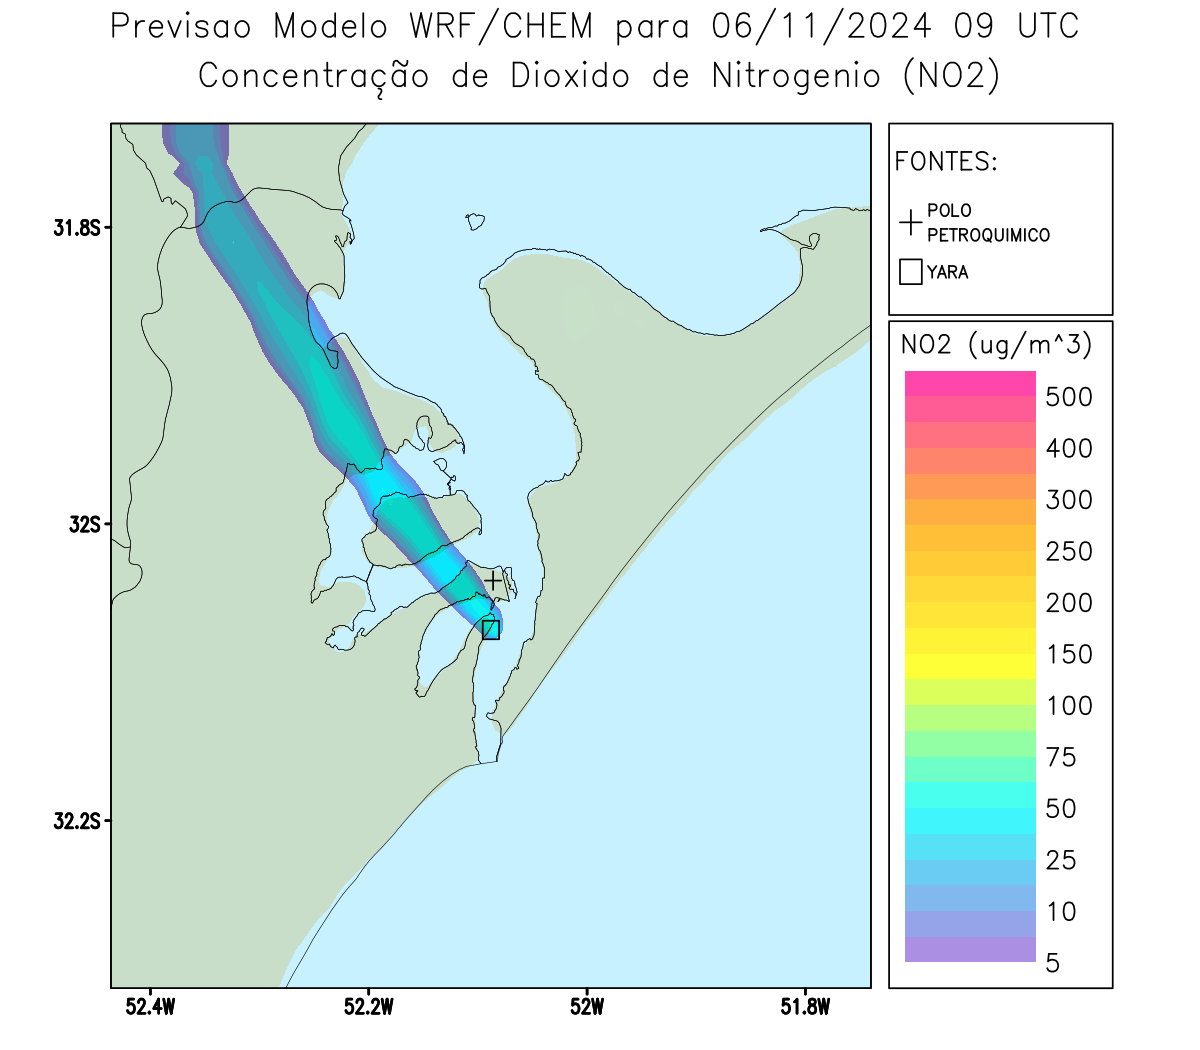 Previsao Modelo WRF/CHEM para 06/11/2024 09 UTC
Concentração de Dioxido de Nitrogenio (NO2)
FONTES:
POLO
PETROQUIMICO
YARA
31.8S
32S
32.2S
52.4W
52.2W
52W
51.8W
NO2 (ug/m^3)
500
400
300
250
200
150
100
75
50
25
10
5